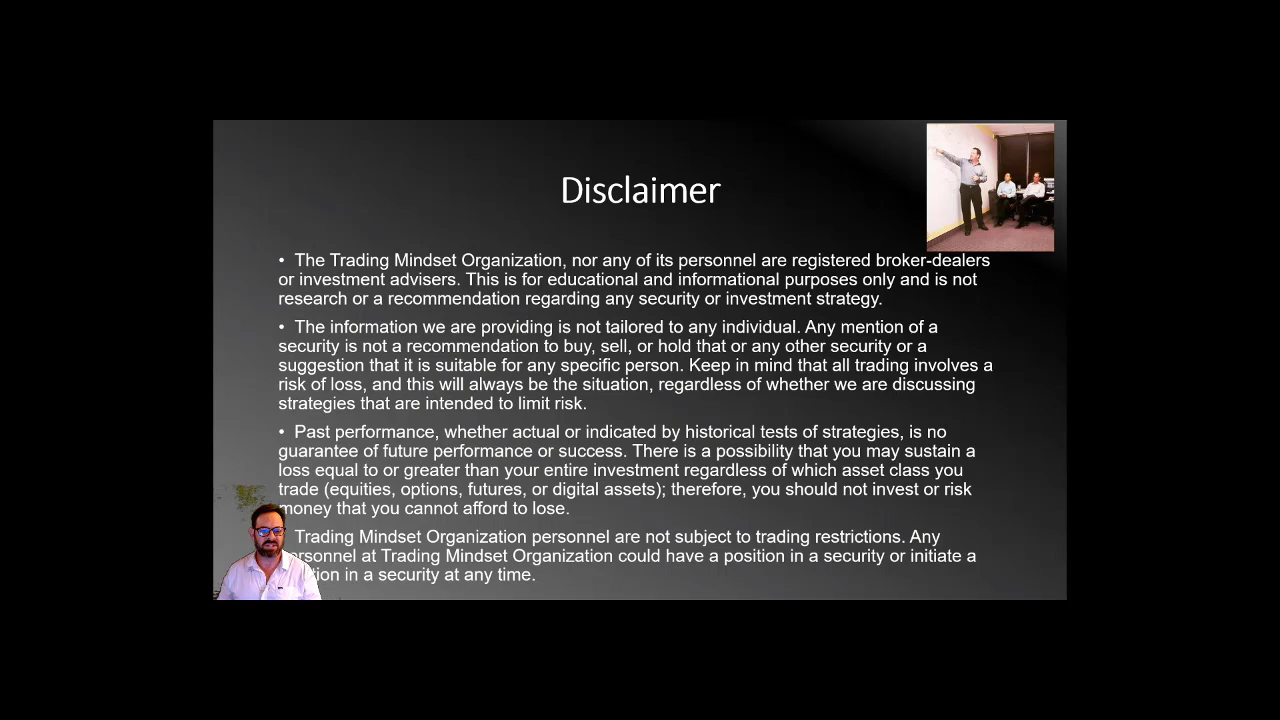 Disclaimer
• The Trading Mindset Organization, nor any of its personnel are registered broker-dealers
or investment advisers. This is for educational and informational purposes only and is not
research or a recommendation regarding any security or investment strategy.
• The information we are providing is not tailored to any individual. Any mention of a
security is not a recommendation to buy, sell, or hold that or any other security or a
suggestion that it is suitable for any specific person. Keep in mind that all trading involves a
risk of loss, and this will always be the situation, regardless of whether we are discussing
strategies that are intended to limit risk.
• Past performance, whether actual or indicated by historical tests of strategies, is no
guarantee of future performance or success. There is a possibility that you may sustain a
loss equal to or greater than your entire investment regardless of which asset class you
trade (equities, options, futures, or digital assets); therefore, you should not invest or risk
money that you cannot afford to lose.
Trading Mindset Organization personnel are not subject to trading restrictions. Any
personnel at Trading Mindset Organization could have a position in a security or initiate a
in a security at any time.